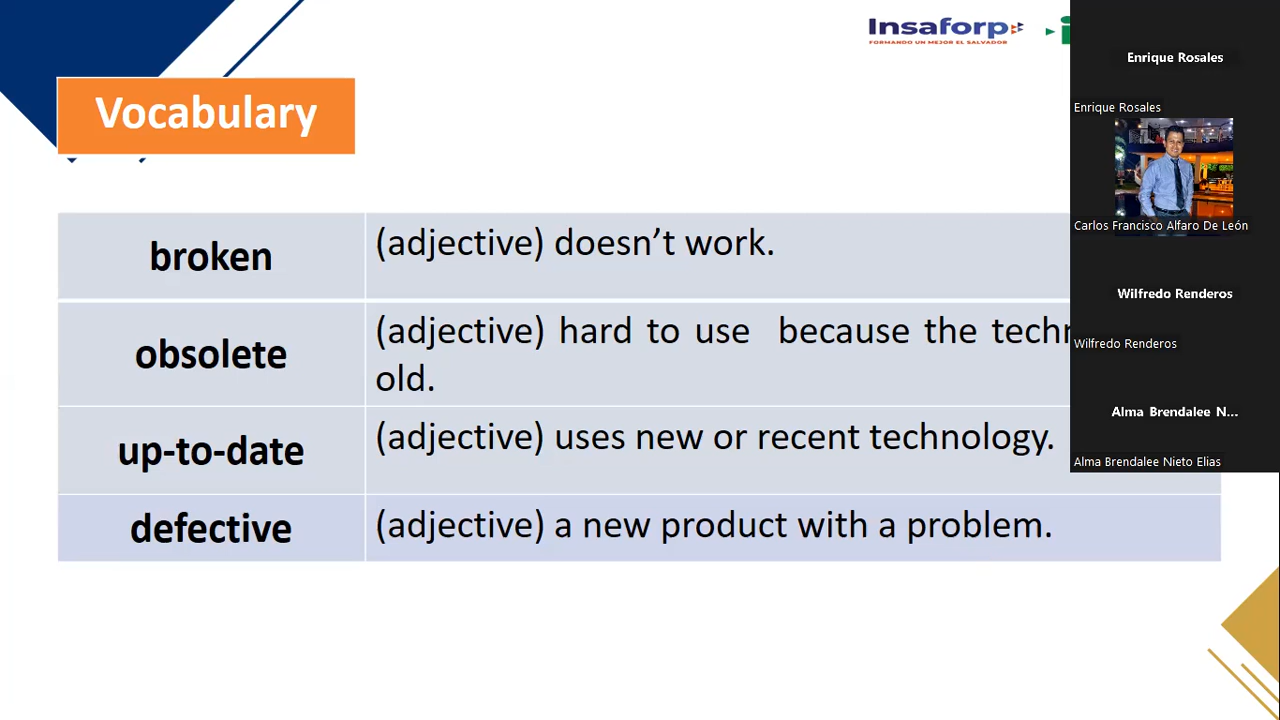 Insaforp
FORMANDO UN MEJOR EL SALVADOR
Vocabulary
broken
(adjective) doesn’t work.
obsolete
(adjective) hard to use because the
old.
up-to-date
(adjective) uses new or recent technology.
defective
(adjective) a new product with a problem.
Enrique Rosales
Enrique Rosales
Carlos Francisco Alfaro De León
Wilfredo Renderos
Wilfredo Renderos
Alma Brendalee N...
Alma Brendalee Nieto Elias